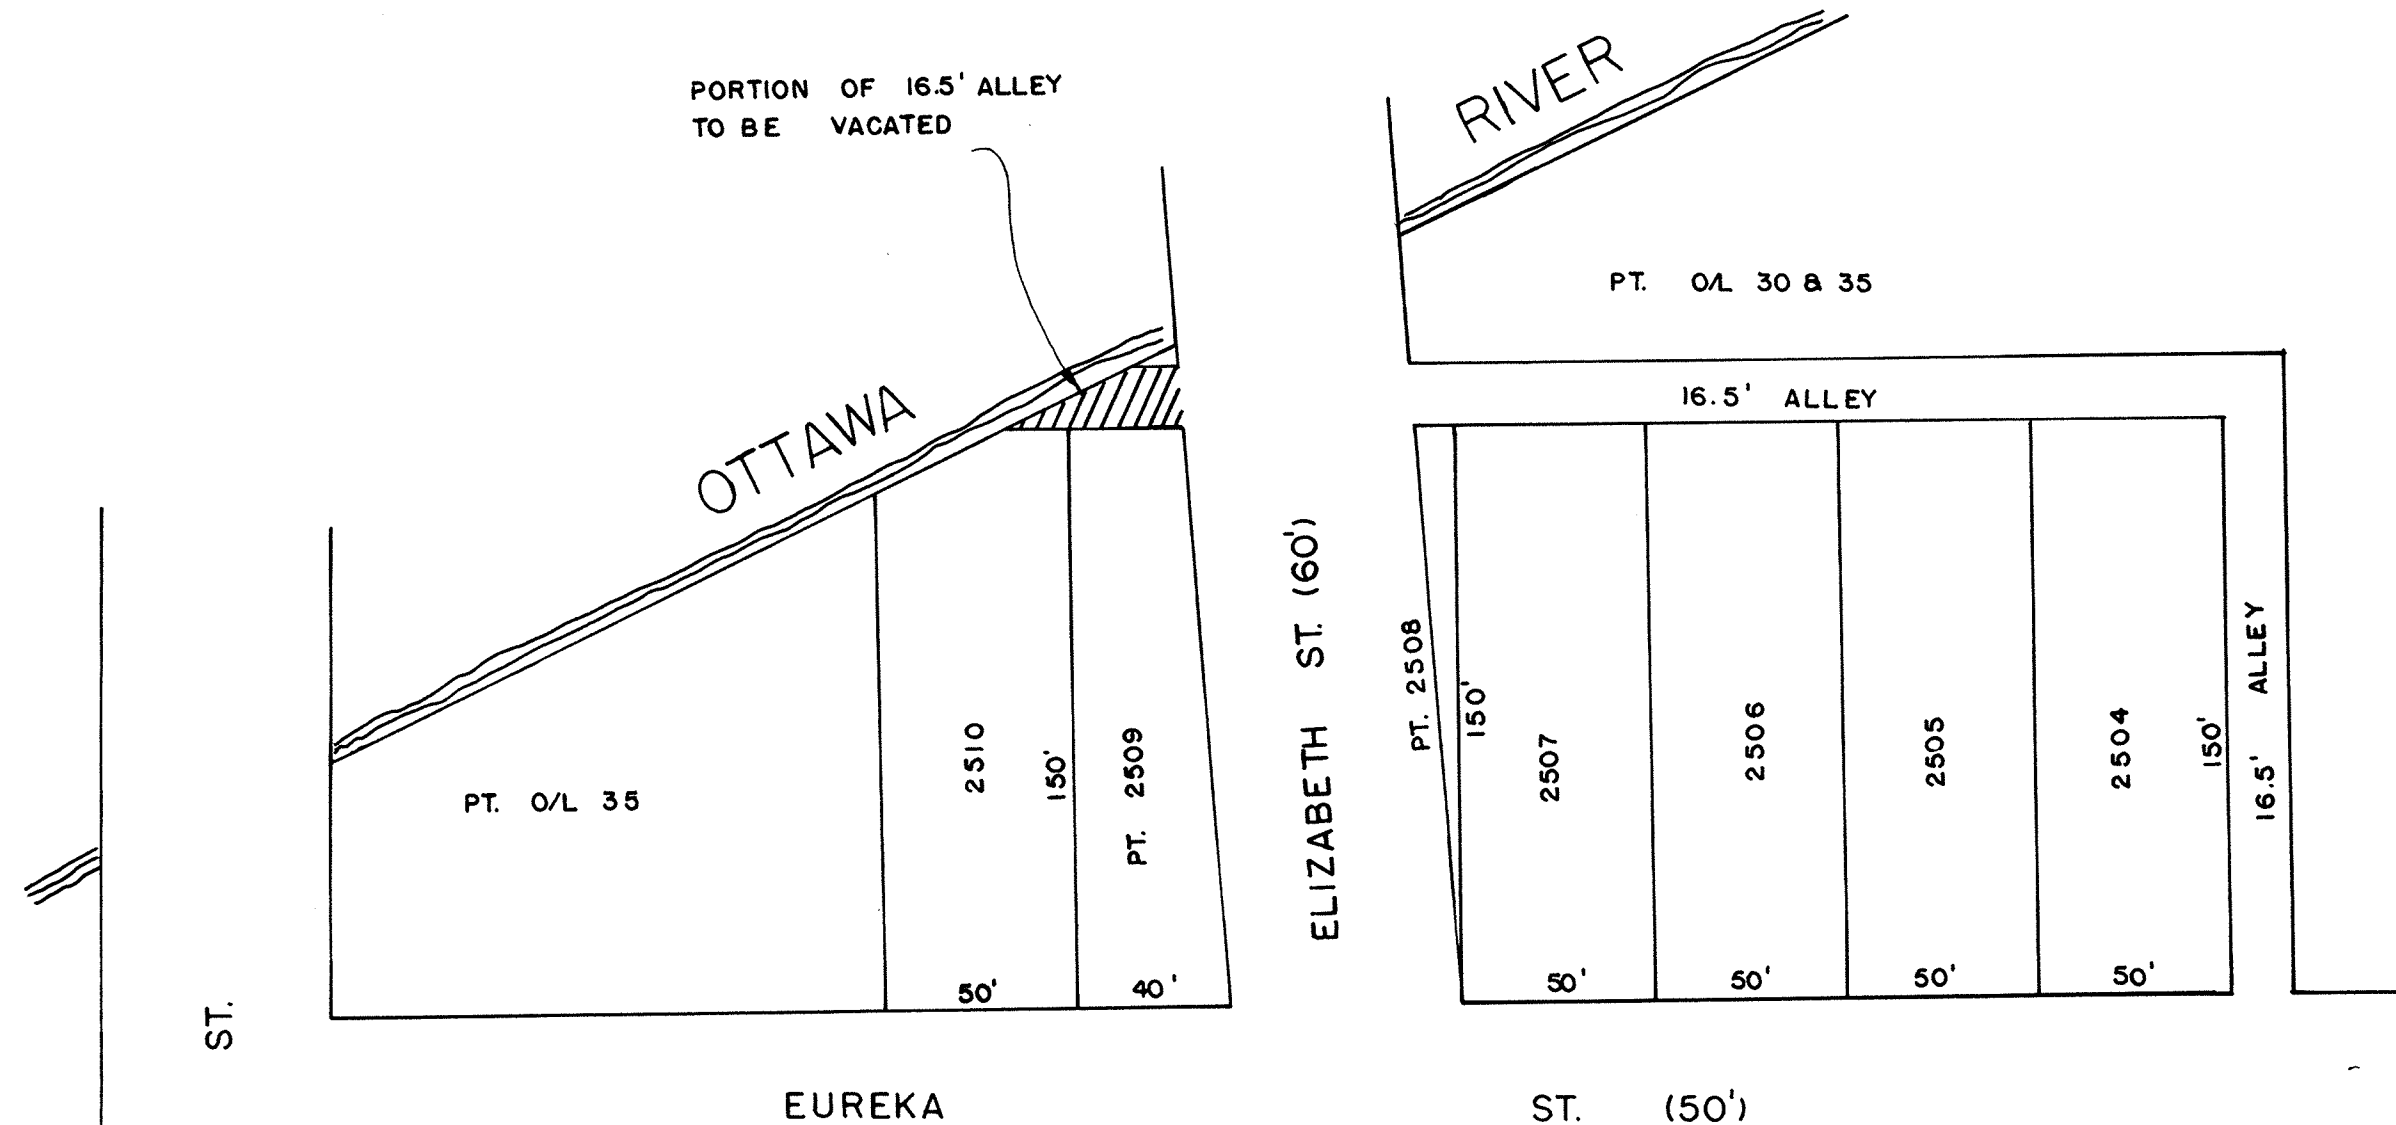 PORTION OF 16.5' ALLEY
TO BE VACATED
RIVER
PT. O/L 30 & 35
16.5' ALLEY
OTTAWA
ELIZABETH ST. (60')
PT. 2508
150'
2507
2506
2505
2504
150'
16.5' ALLEY
PT. O/L 35
2510
150'
PT. 2509
50'
40'
50'
50'
50'
50'
ST.
EUREKA ST. (50')